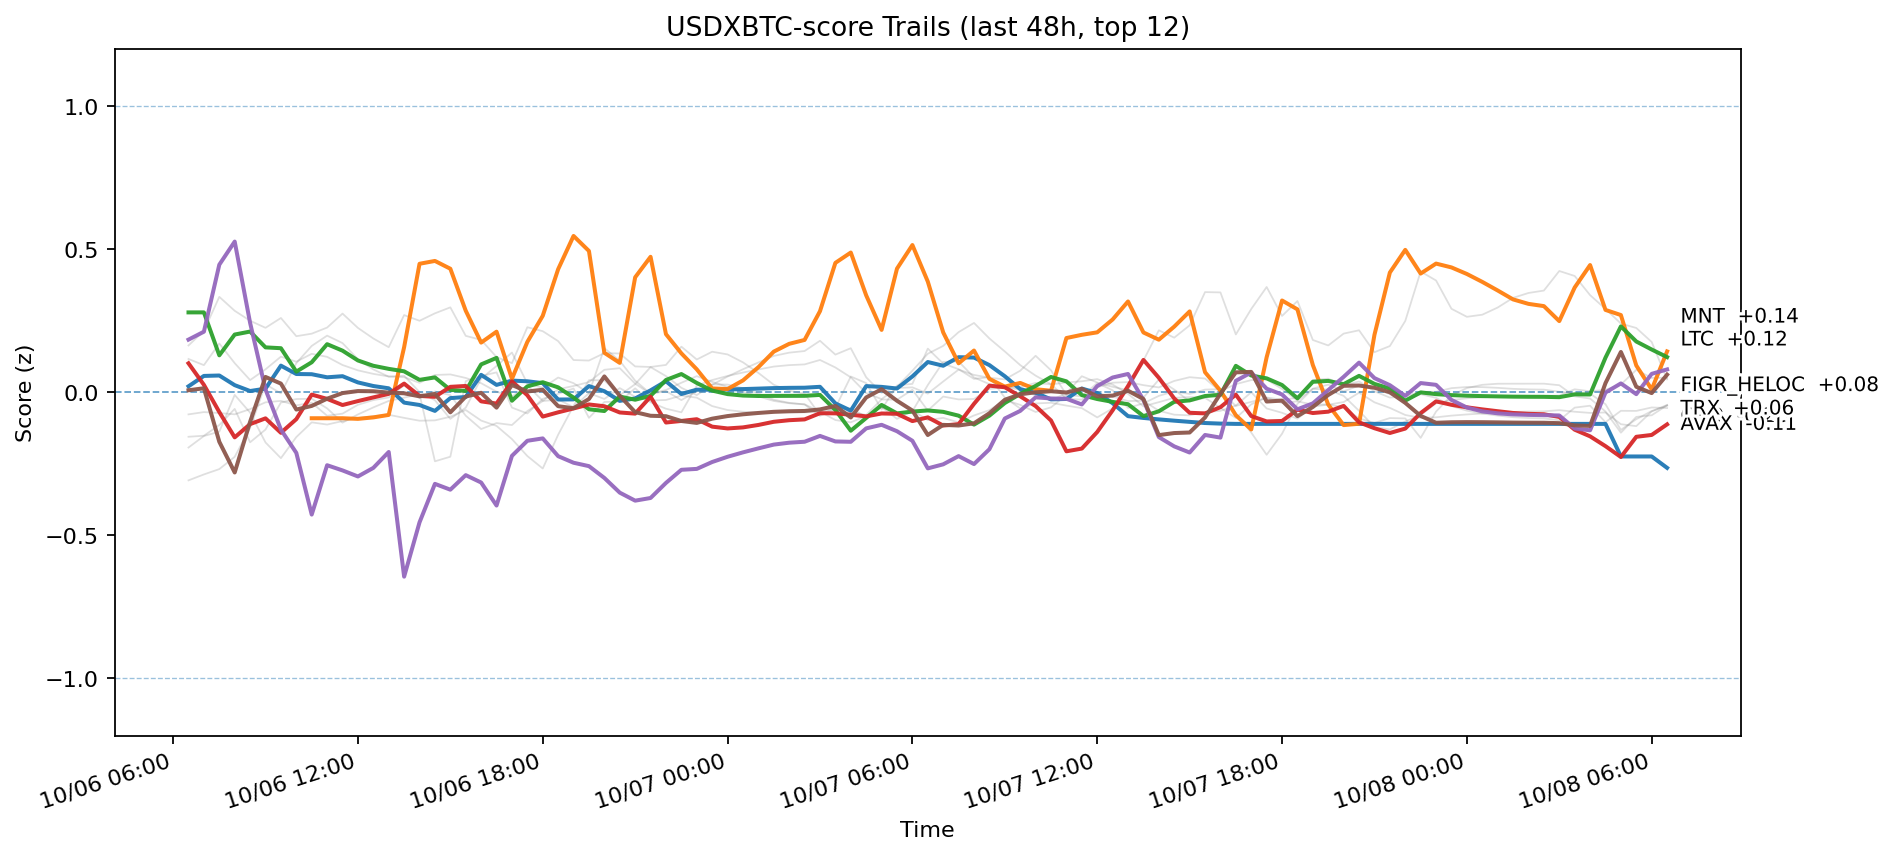 USDXBTC-score Trails (last 48h, top 12)
Score (z)
1.0
0.5
0.0
−0.5
−1.0
MNT +0.14
LTC +0.12
FIGR_HELOC +0.08
TRX +0.06
AVAX -0.11
10/06 06:00
10/06 12:00
10/06 18:00
10/07 00:00
10/07 06:00
10/07 12:00
10/07 18:00
10/08 00:00
10/08 06:00
Time